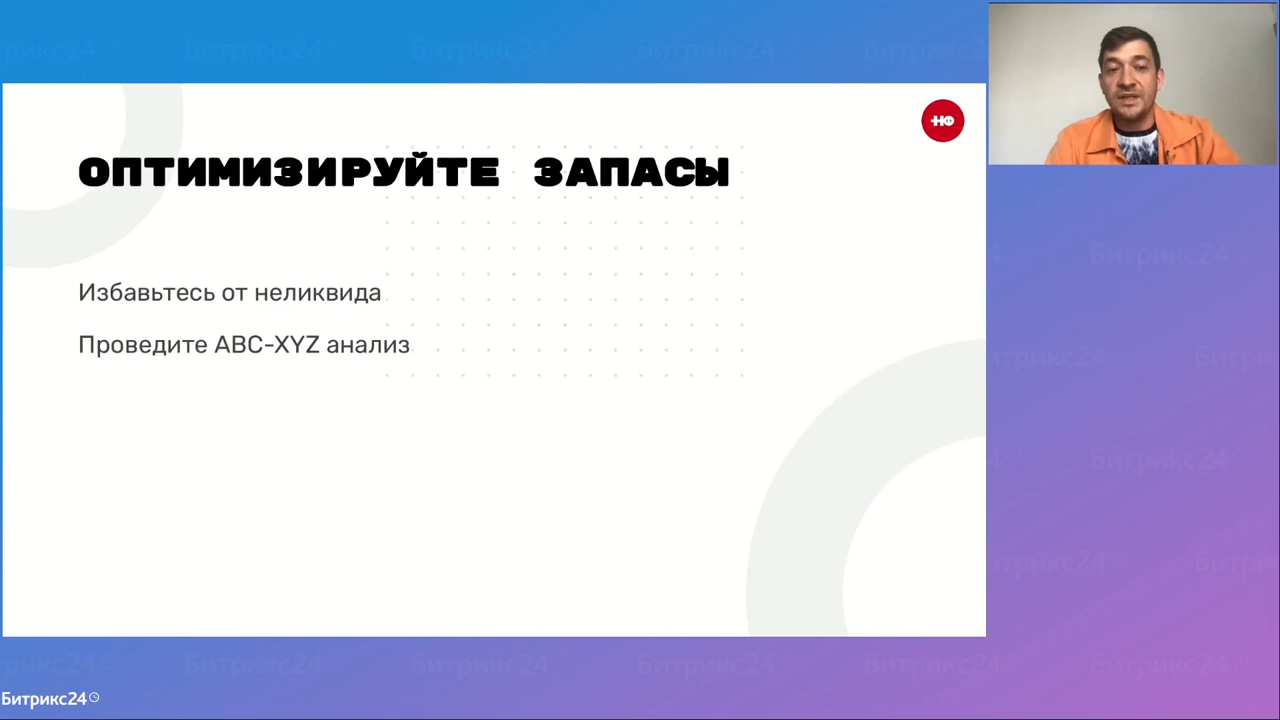 НФ
ОПТИМИЗИРУЙТЕ ЗАПАСЫ
Избавьтесь от неликвида
Проведите ABC-XYZ анализ
Битрикс24